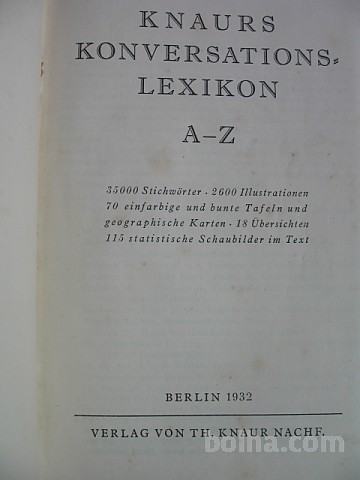 KNAURS
KONVERSATIONS=
LEXIKON
A–Z
35000 Stichwörter · 2600 Illustrationen
70 einfarbige und bunte Tafeln und
geographische Karten · 18 Übersichten
115 statistische Schaubilder im Text
BERLIN 1932
VERLAG VON TH. KNAUR NACHF.
bolha.com